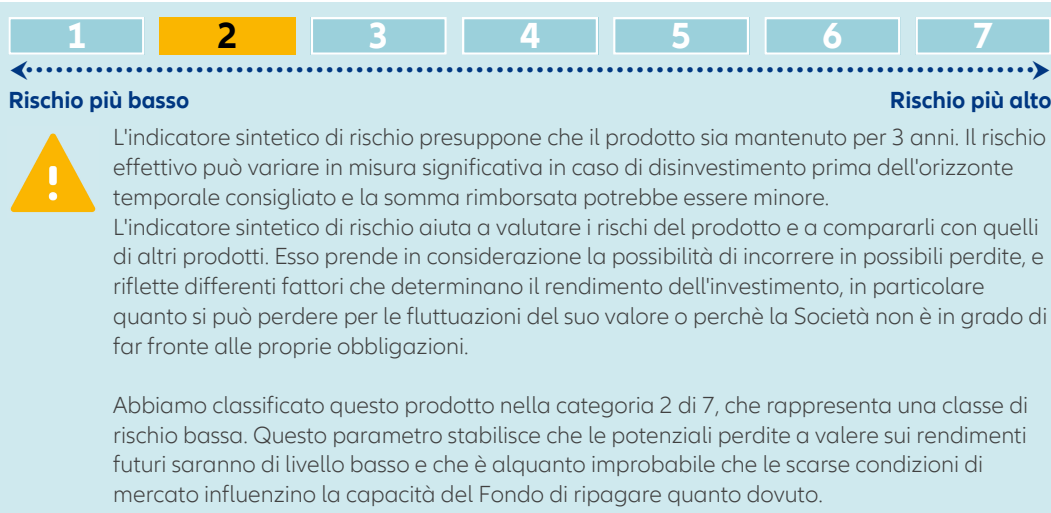 1 2 3 4 5 6 7
Rischio più basso Rischio più alto
L'indicatore sintetico di rischio presuppone che il prodotto sia mantenuto per 3 anni. Il rischio
effettivo può variare in misura significativa in caso di disinvestimento prima dell'orizzonte
temporale consigliato e la somma rimborsata potrebbe essere minore.
L'indicatore sintetico di rischio aiuta a valutare i rischi del prodotto e a compararli con quelli
di altri prodotti. Esso prende in considerazione la possibilità di incorrere in possibili perdite, e
riflette differenti fattori che determinano il rendimento dell'investimento, in particolare
quanto si può perdere per le fluttuazioni del suo valore o perchè la Società non è in grado di
far fronte alle proprie obbligazioni.
Abbiamo classificato questo prodotto nella categoria 2 di 7, che rappresenta una classe di
rischio bassa. Questo parametro stabilisce che le potenziali perdite a valere sui rendimenti
futuri saranno di livello basso e che è alquanto improbabile che le scarse condizioni di
mercato influenzino la capacità del Fondo di ripagare quanto dovuto.